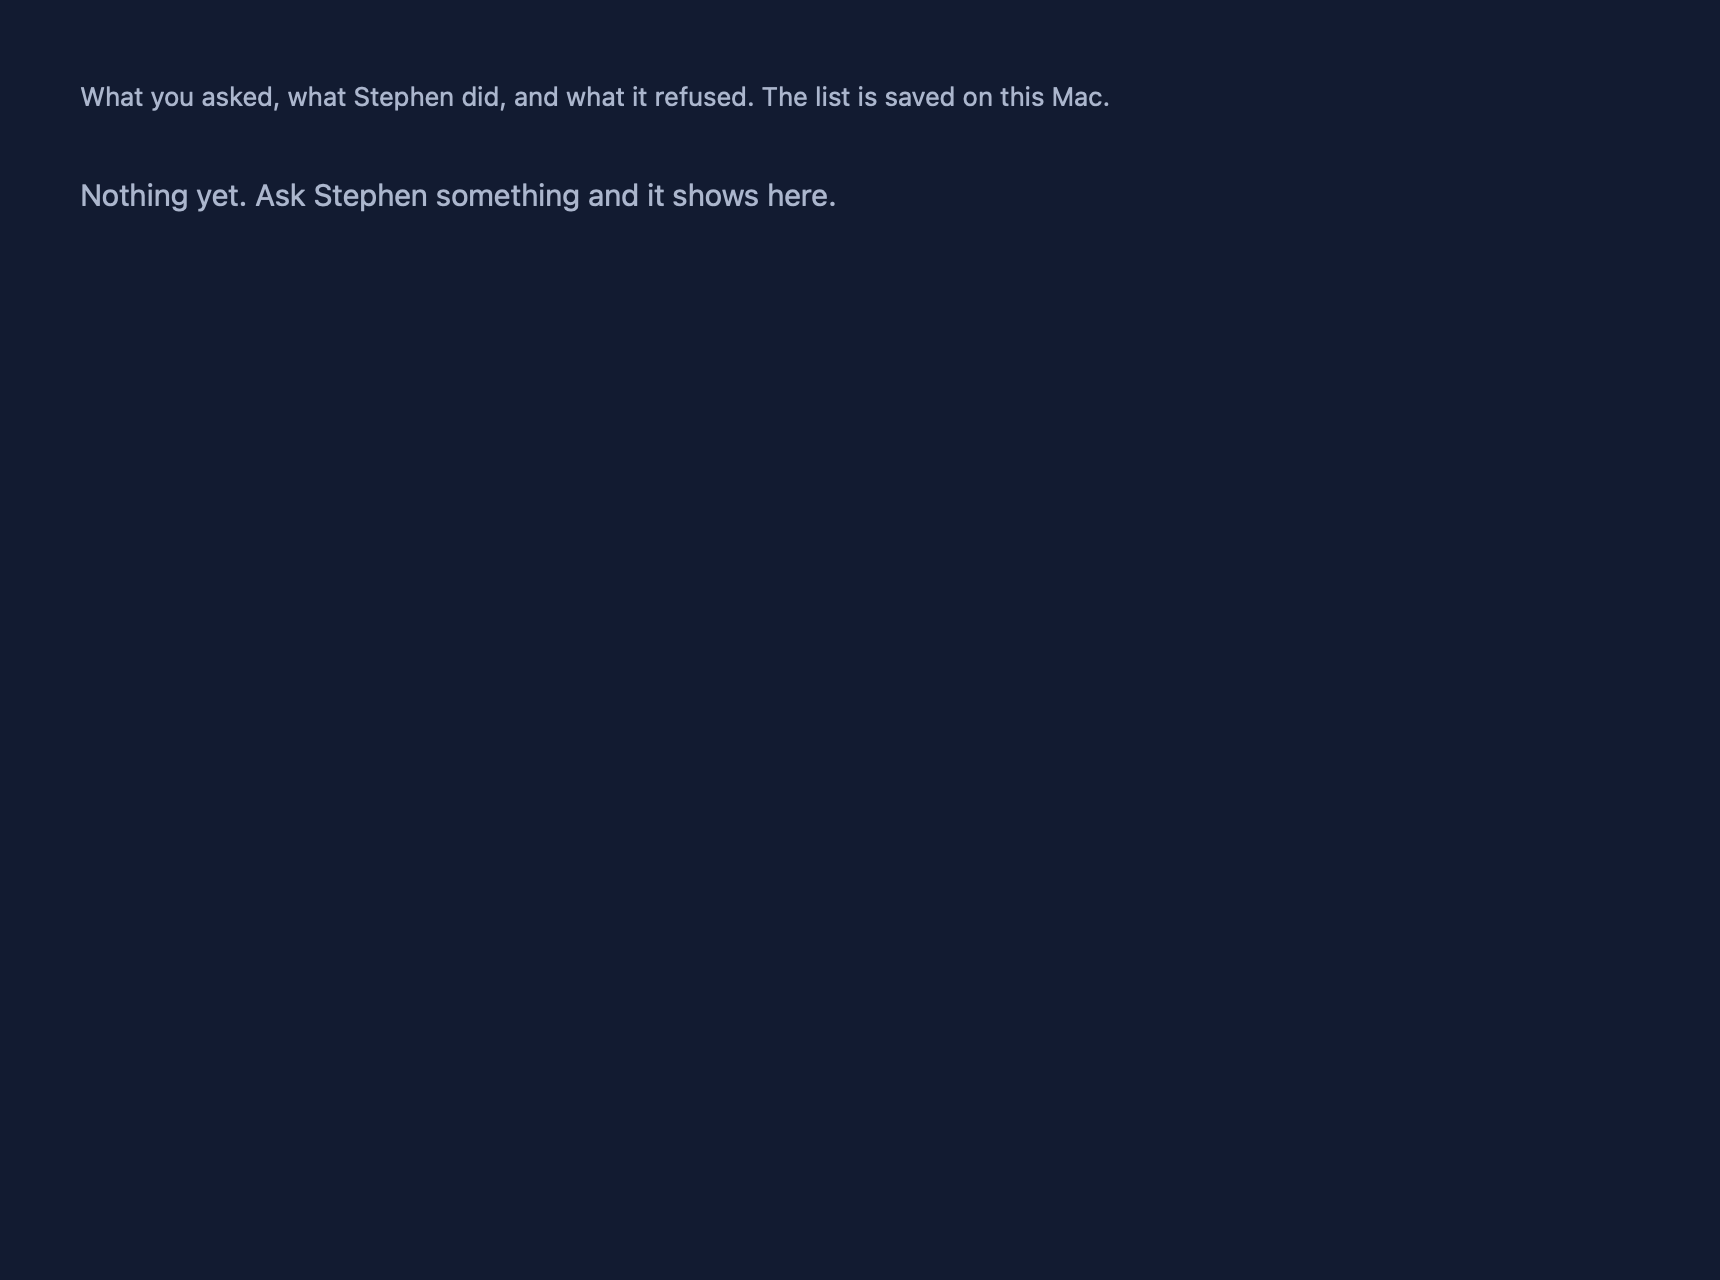 What you asked, what Stephen did, and what it refused. The list is saved on this Mac.
Nothing yet. Ask Stephen something and it shows here.